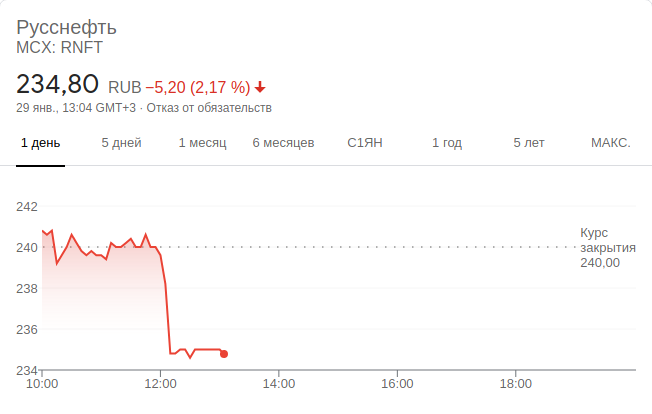 Русснефть
MCX: RNFT
234,80 RUB −5,20 (2,17 %)
29 янв., 13:04 GMT+3 · Отказ от обязательств
1 день 5 дней 1 месяц 6 месяцев С1ЯН 1 год 5 лет МАКС.
242
240
238
236
234
Курс
закрытия
240,00
10:00 12:00 14:00 16:00 18:00